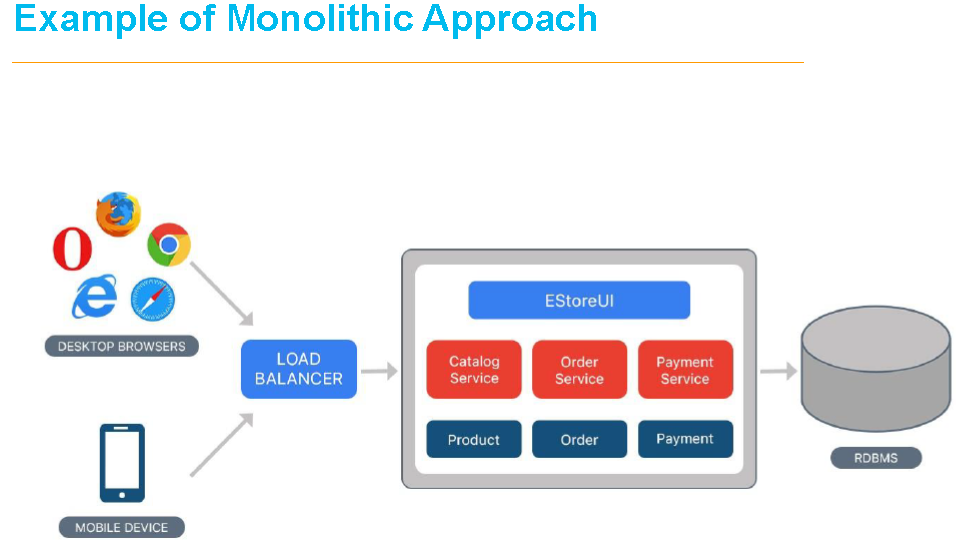 Example of Monolithic Approach
DESKTOP BROWSERS
MOBILE DEVICE
LOAD
BALANCER
EStoreUI
Catalog
Service
Order
Service
Payment
Service
Product
Order
Payment
RDBMS